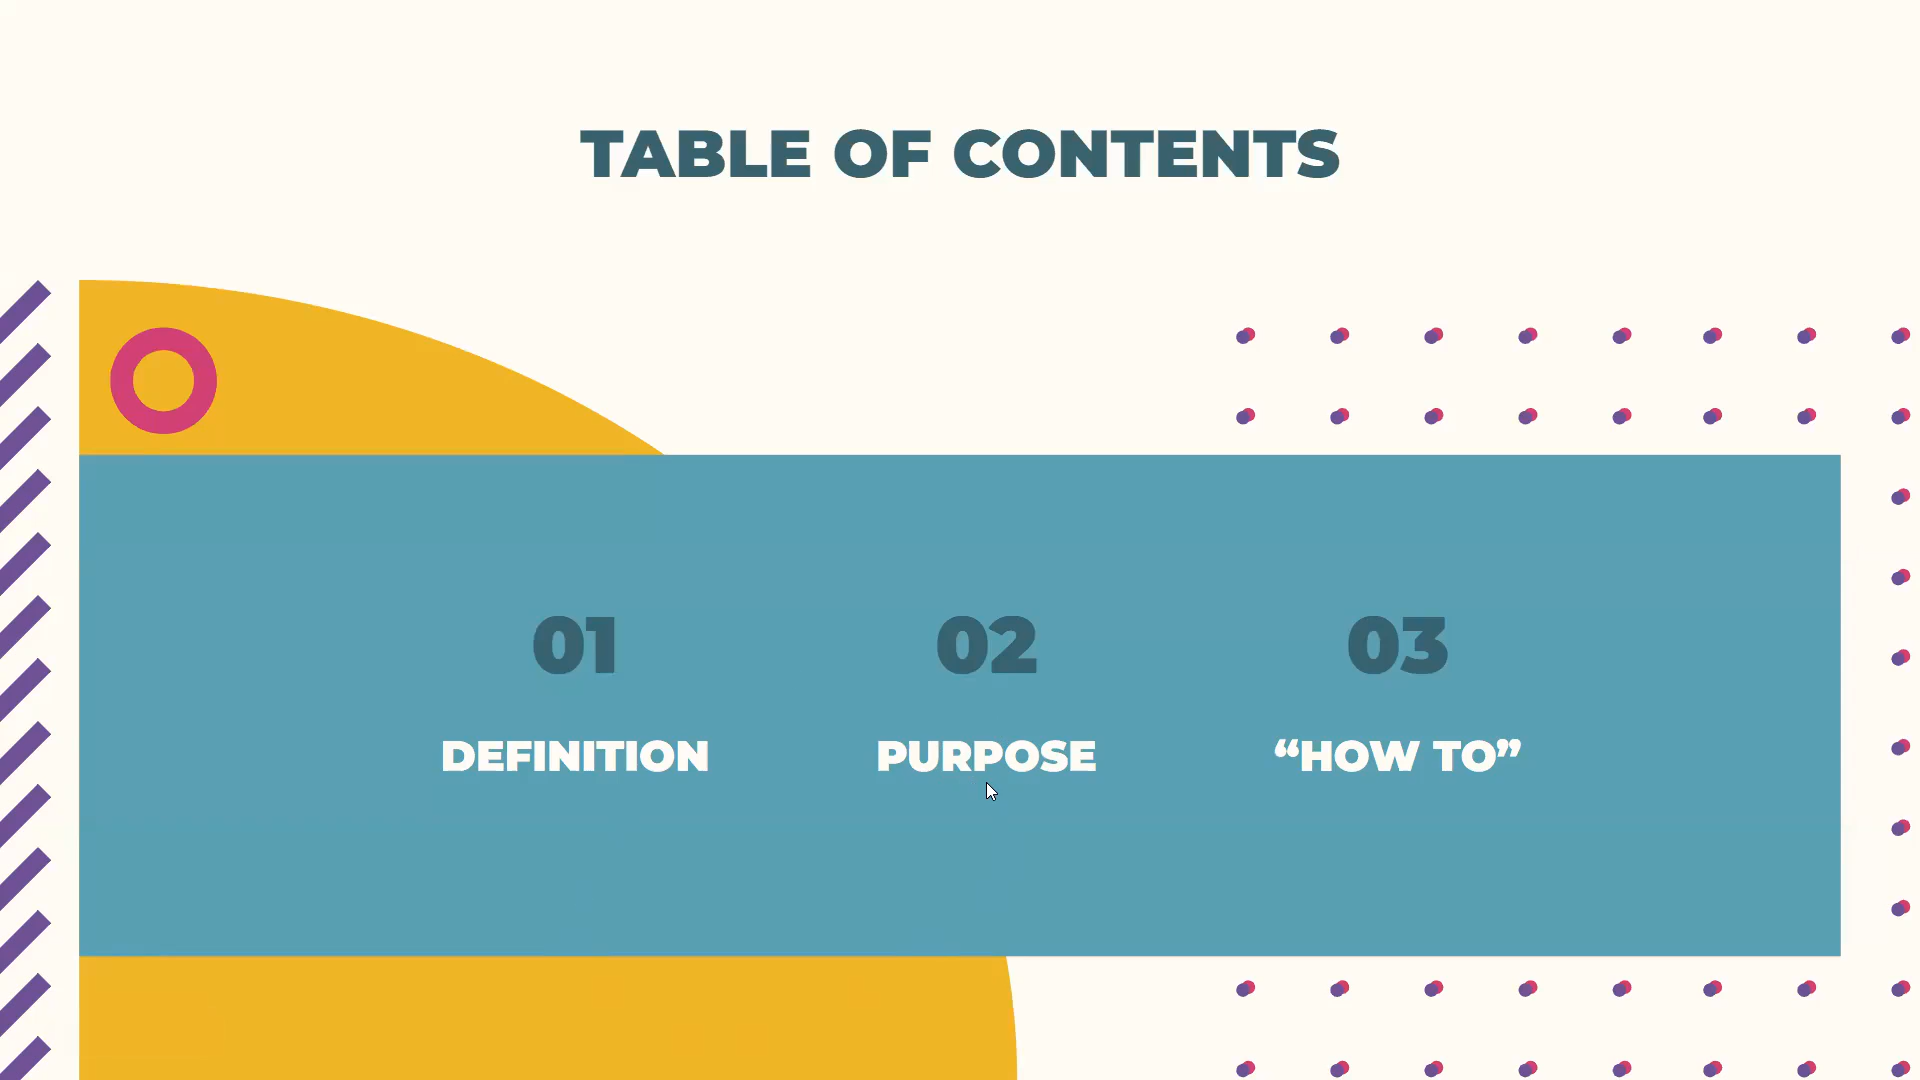 TABLE OF CONTENTS
01 02 03
DEFINITION PURPOSE “HOW TO”